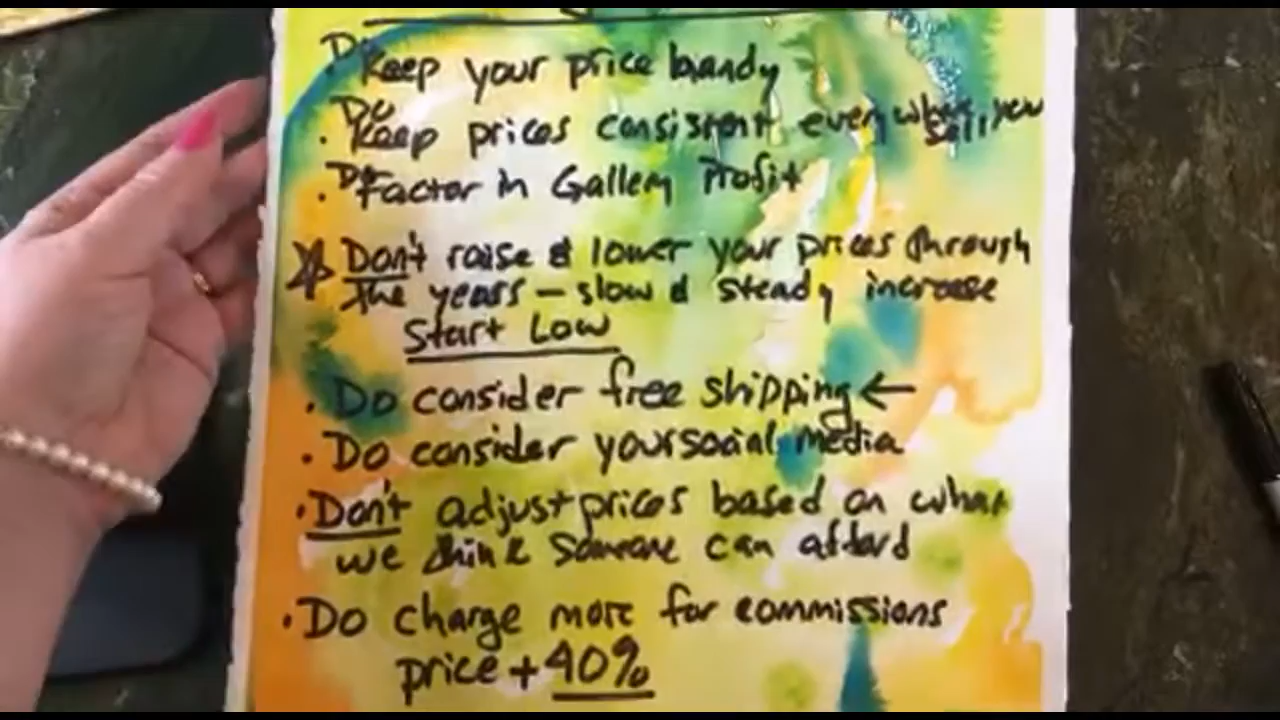 Do Keep your price handy
· Do Keep prices consistent everywhere you sell
· Do Factor in Gallery Profit
Don't raise & lower your prices through
the years - slow & steady increase
Start Low
· Do consider free shipping ←
· Do consider your social media
· Don't adjust prices based on what
we think someone can afford
· Do charge more for commissions
price + 40%